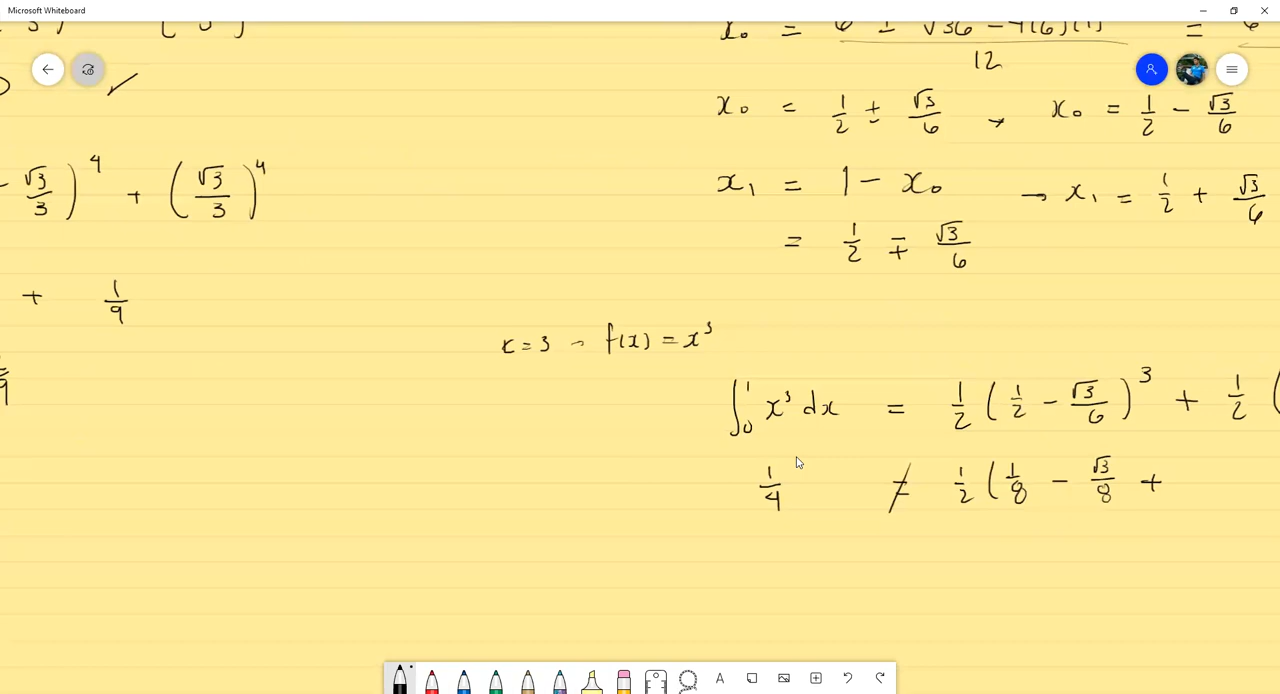 Microsoft Whiteboard
x₀ = 6 ± √36 − 4(6)(1) / 12 =
x₀ = 1/2 ± √3/6 → x₀ = 1/2 − √3/6
− √3/3 )⁴ + ( √3/3 )⁴
x₁ = 1 − x₀ → x₁ = 1/2 + √3/6
= 1/2 ∓ √3/6
+ 1/9
k = 3 → f(x) = x³
∫₀¹ x³ dx = 1/2 ( 1/2 − √3/6 )³ + 1/2 (
1/4 ≠ 1/2 ( 1/8 − √3/8 +
A